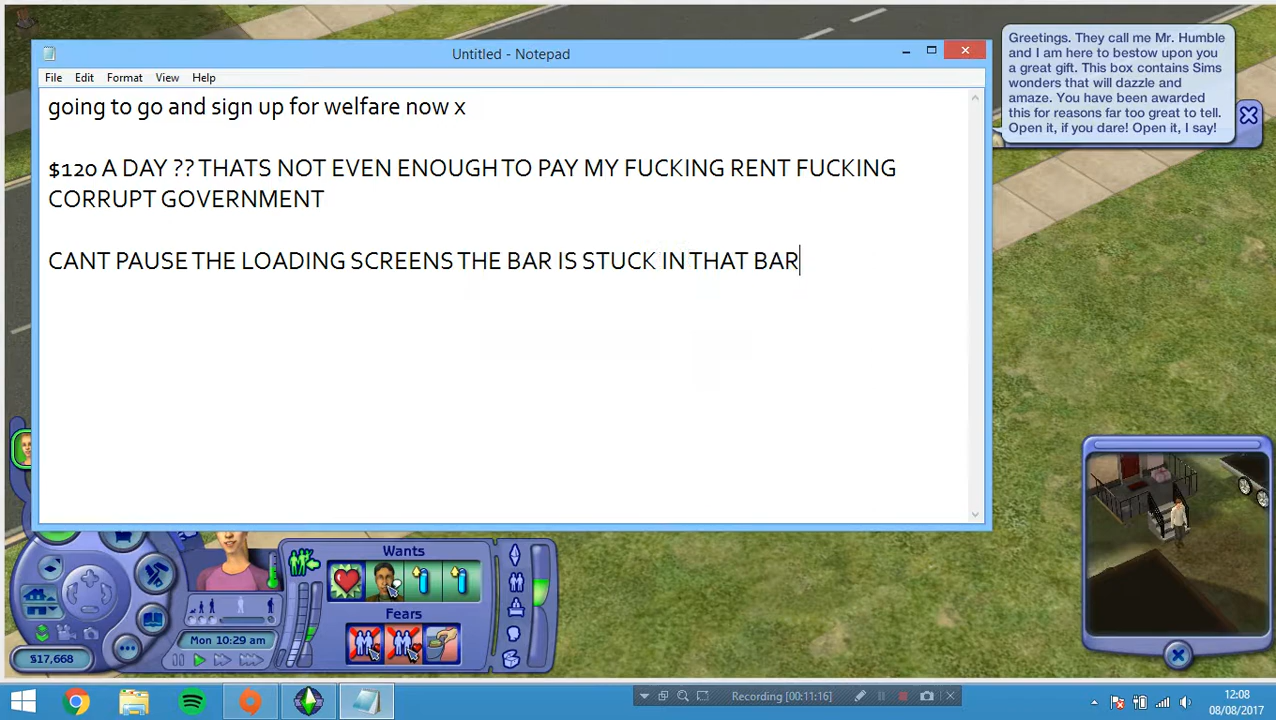 Untitled - Notepad
File Edit Format View Help
going to go and sign up for welfare now x
$120 A DAY ?? THATS NOT EVEN ENOUGH TO PAY MY FUCKING RENT FUCKING
CORRUPT GOVERNMENT
CANT PAUSE THE LOADING SCREENS THE BAR IS STUCK IN THAT BAR
Greetings. They call me Mr. Humble
and I am here to bestow upon you
a great gift. This box contains Sims
wonders that will dazzle and
amaze. You have been awarded
this for reasons far too great to tell.
Open it, if you dare! Open it, I say!
Wants
Fears
Mon 10:29 am
$17,668
Recording [00:11:16]
12:08
08/08/2017